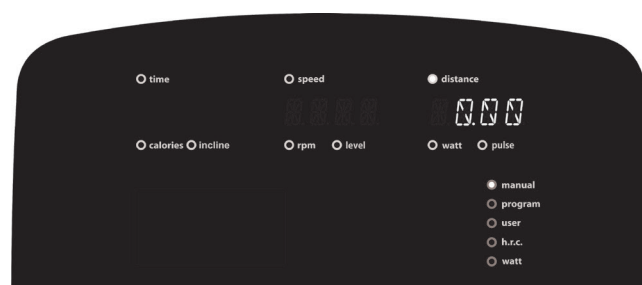 time speed distance
0.00
calories incline rpm level watt pulse
manual
program
user
h.r.c.
watt